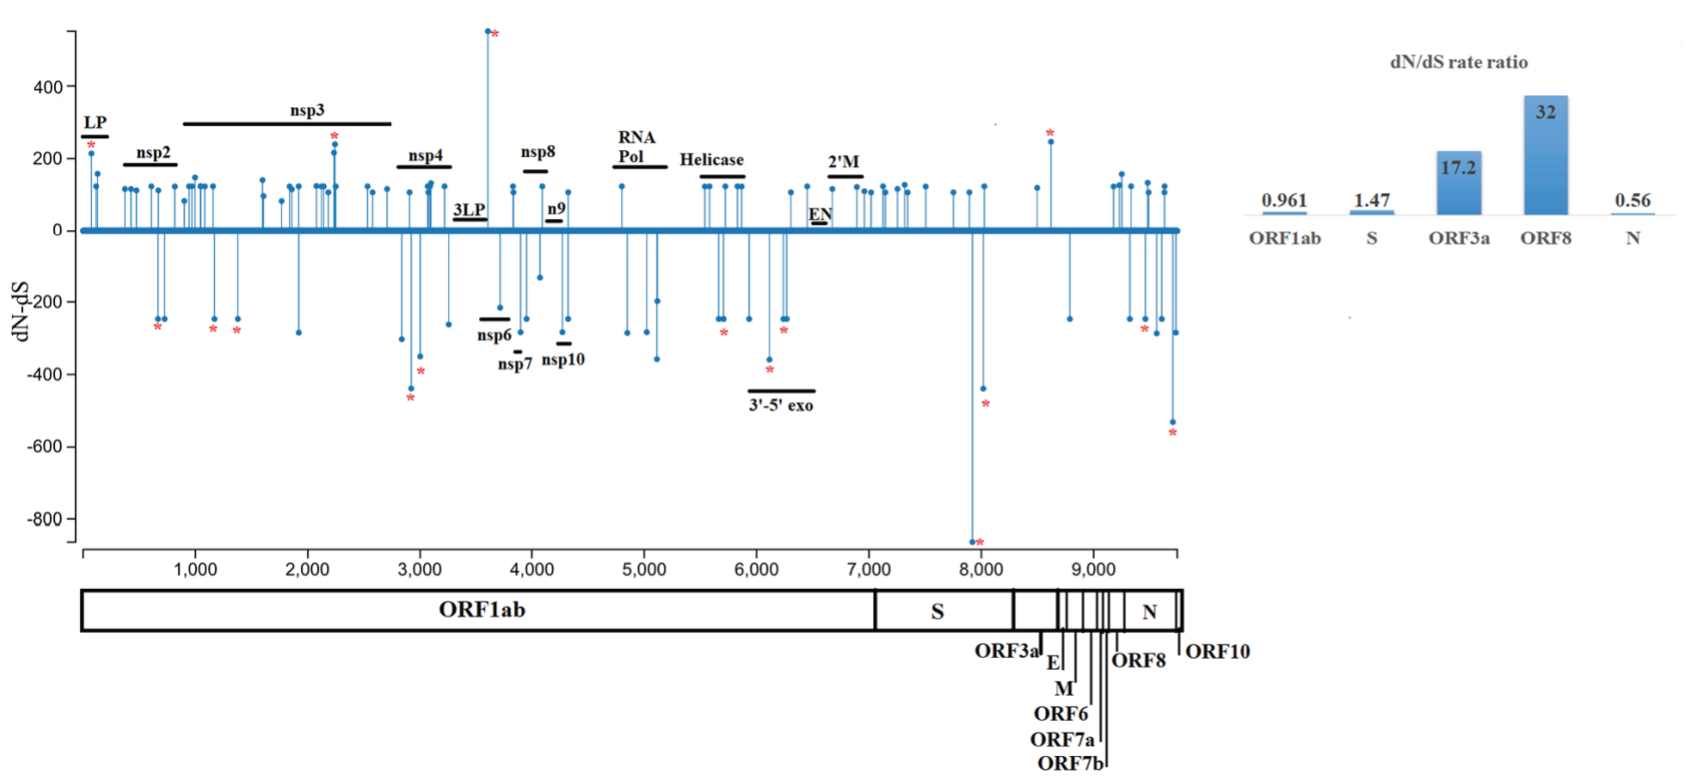 dN-dS
400
200
0
-200
-400
-600
-800
LP
*
nsp2
nsp3
*
nsp4
3LP
*
nsp8
n9
RNA
Pol
Helicase
2'M
EN
*
*
*
*
*
*
nsp6
nsp7
nsp10
*
*
*
3'-5' exo
*
*
*
*
1,000
2,000
3,000
4,000
5,000
6,000
7,000
8,000
9,000
ORF1ab
S
N
ORF3a
E
M
ORF6
ORF7a
ORF7b
ORF8
ORF10
dN/dS rate ratio
0.961
1.47
17.2
32
0.56
ORF1ab
S
ORF3a
ORF8
N